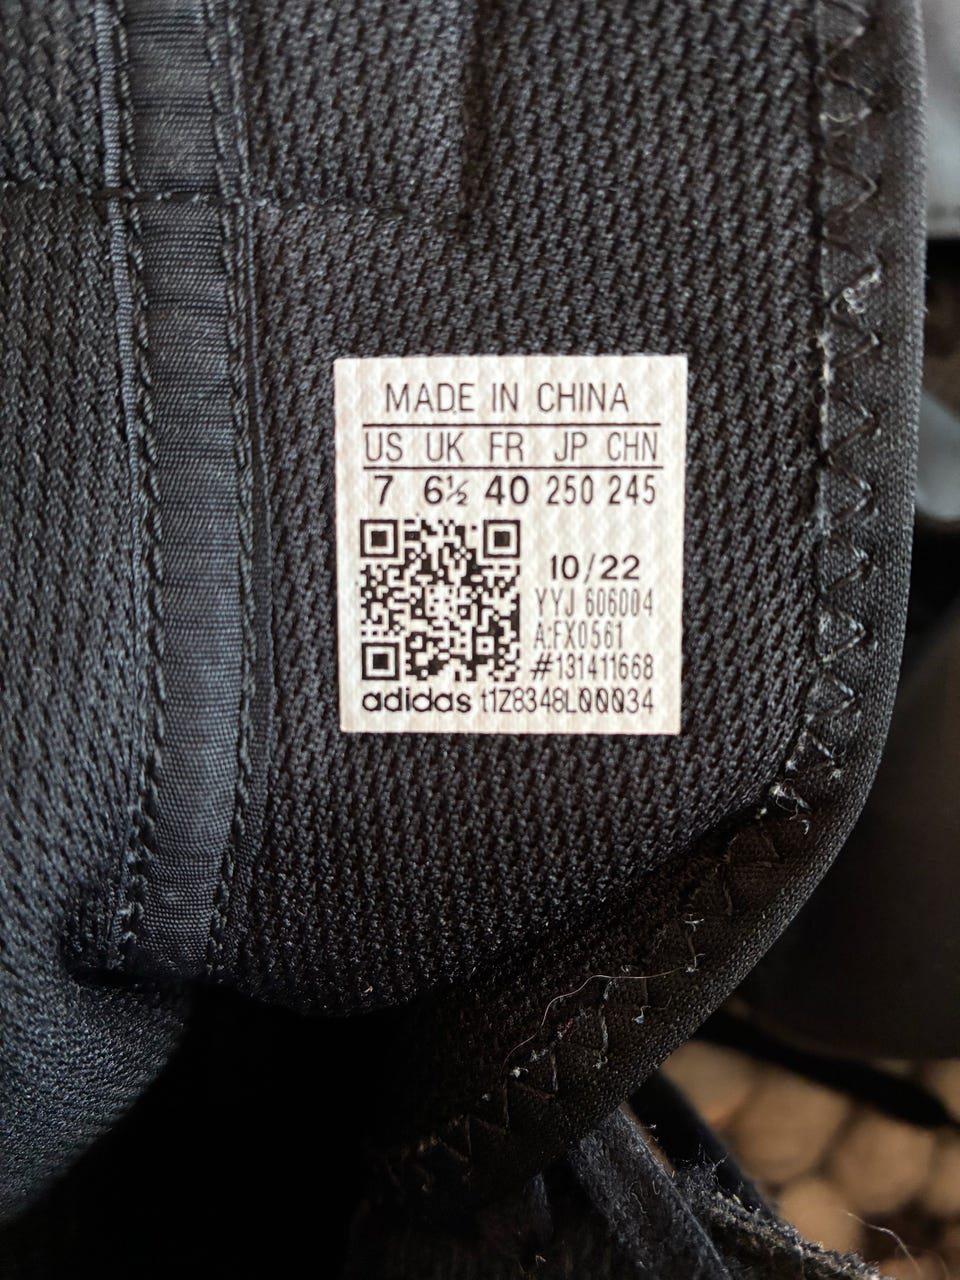 MADE IN CHINA
US UK FR JP CHN
7 6½ 40 250 245
10/22
YYJ 606004
A:FX0561
#131411668
adidas t1Z8348L00034